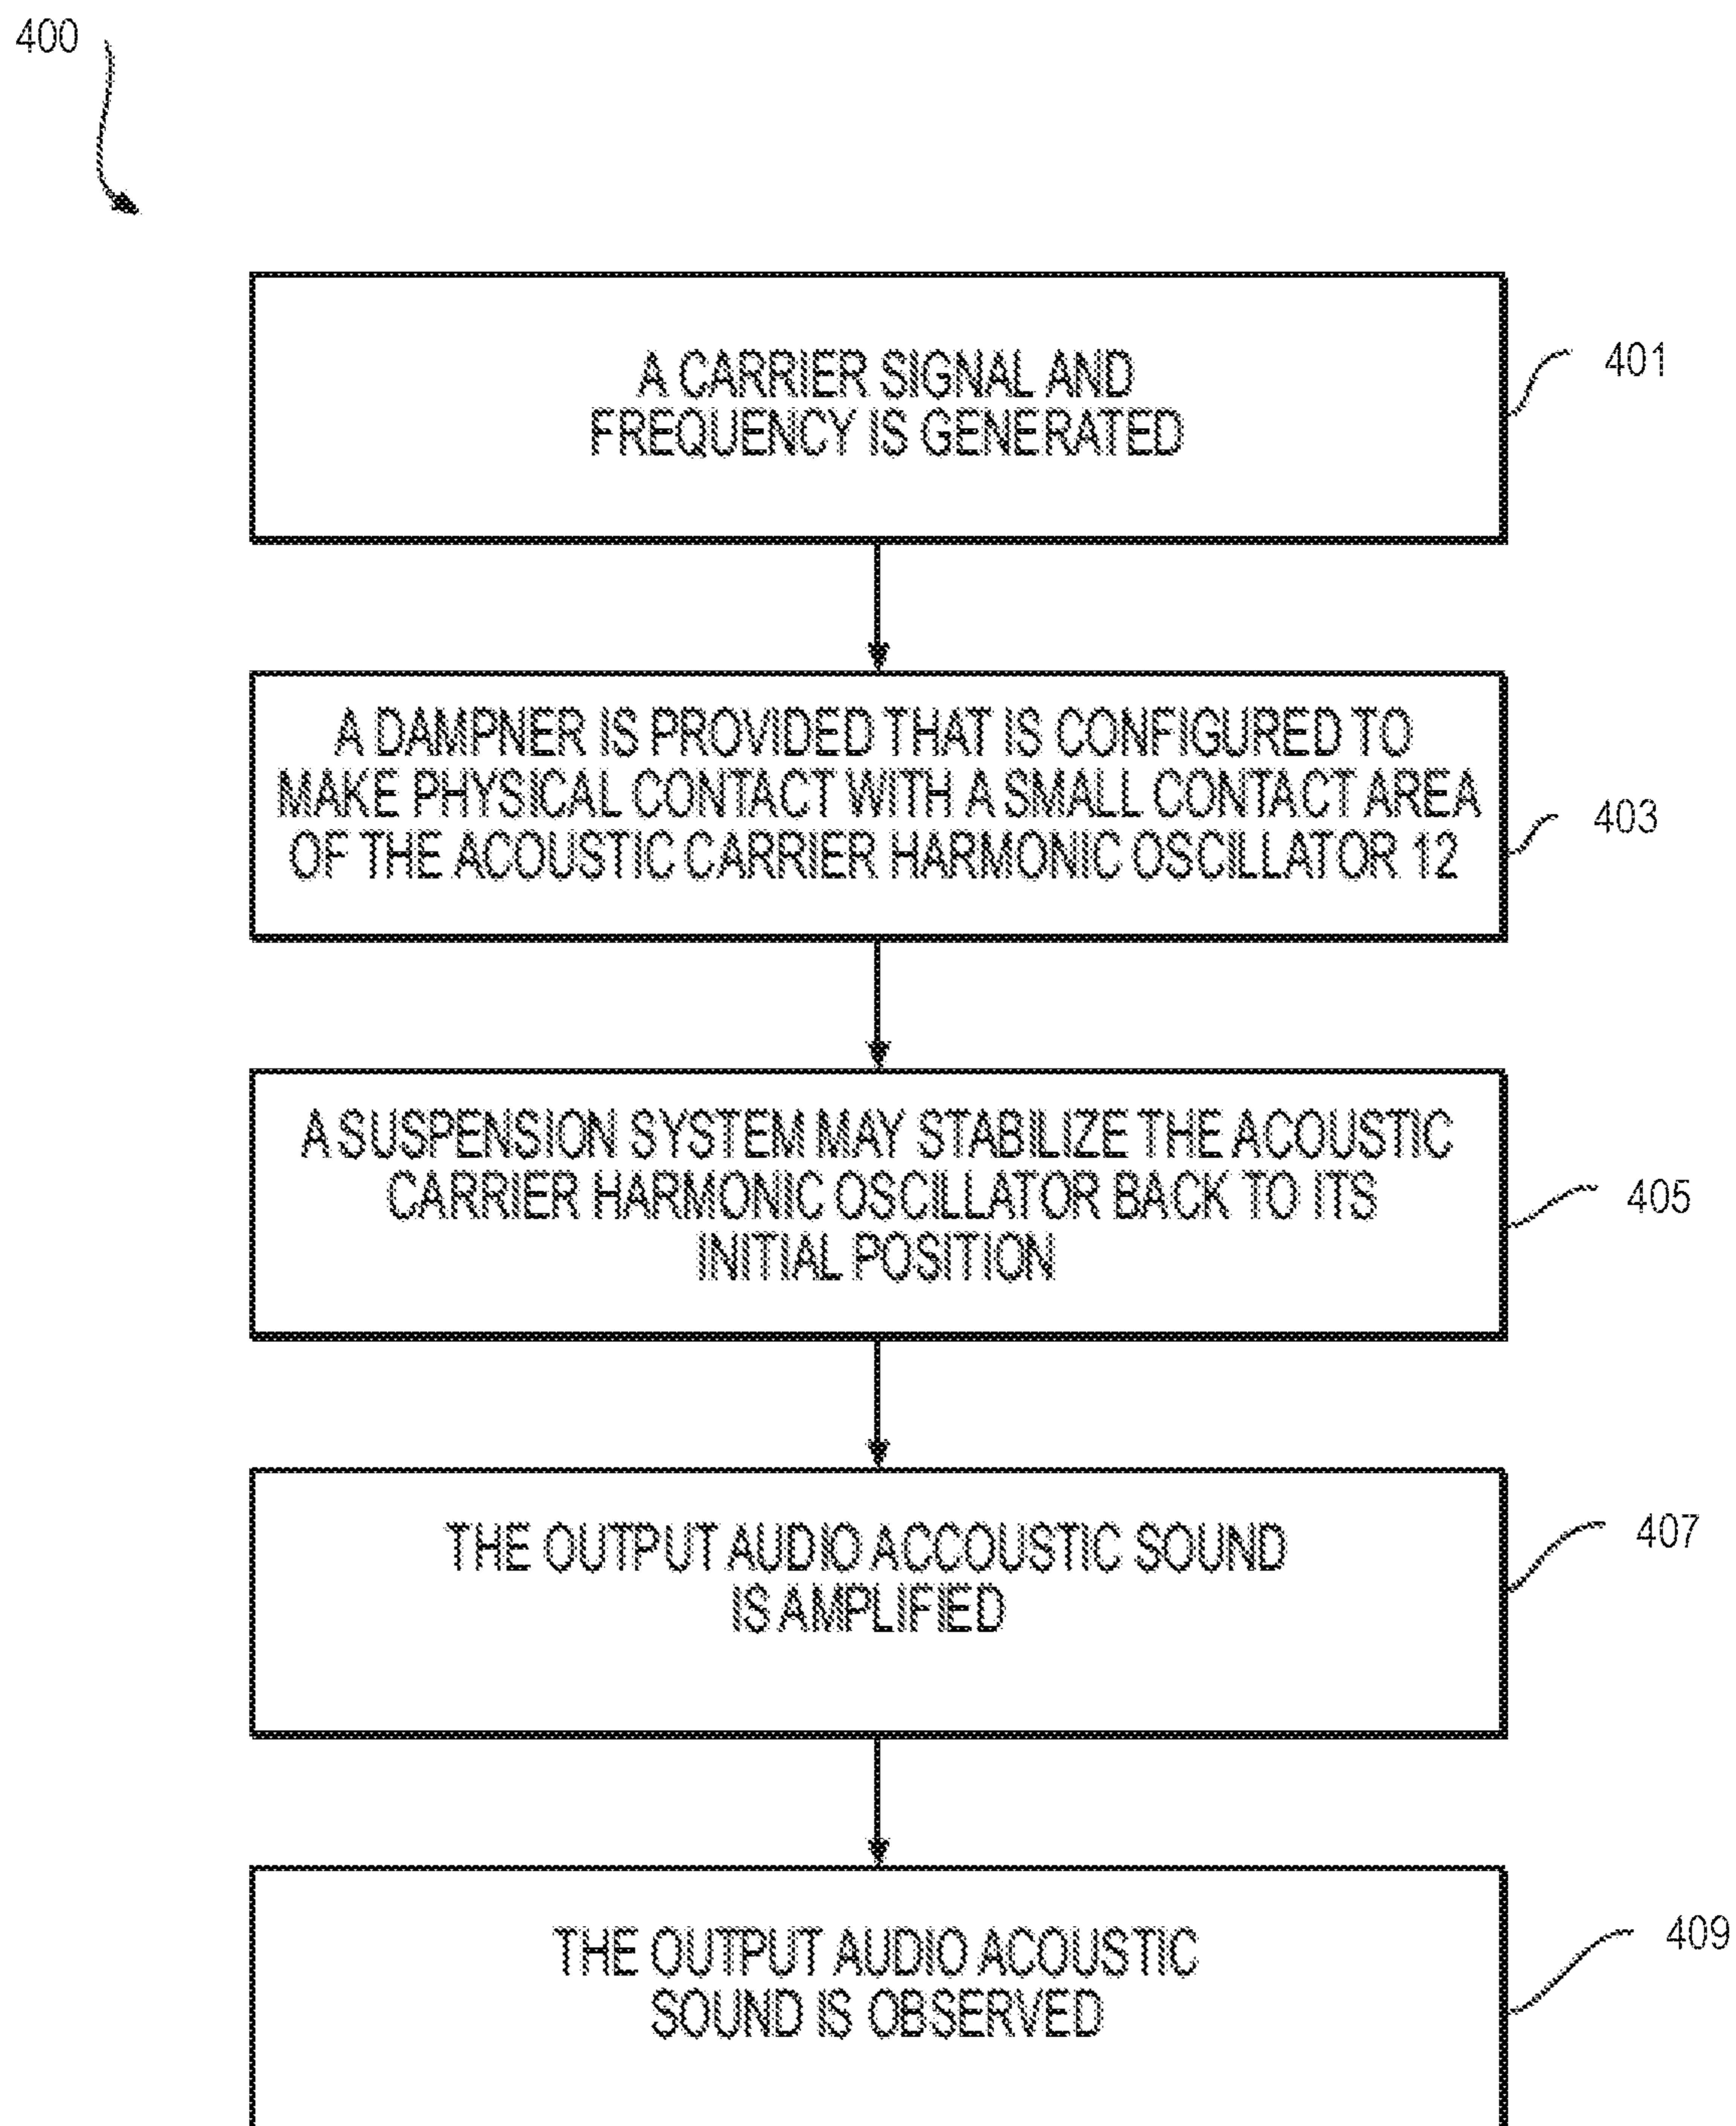 400
A CARRIER SIGNAL AND
FREQUENCY IS GENERATED
401
A DAMPNER IS PROVIDED THAT IS CONFIGURED TO
MAKE PHYSICAL CONTACT WITH A SMALL CONTACT AREA
OF THE ACOUSTIC CARRIER HARMONIC OSCILLATOR 12
403
A SUSPENSION SYSTEM MAY STABILIZE THE ACOUSTIC
CARRIER HARMONIC OSCILLATOR BACK TO ITS
INITIAL POSITION
405
THE OUTPUT AUDIO ACCOUSTIC SOUND
IS AMPLIFIED
407
THE OUTPUT AUDIO ACOUSTIC
SOUND IS OBSERVED
409